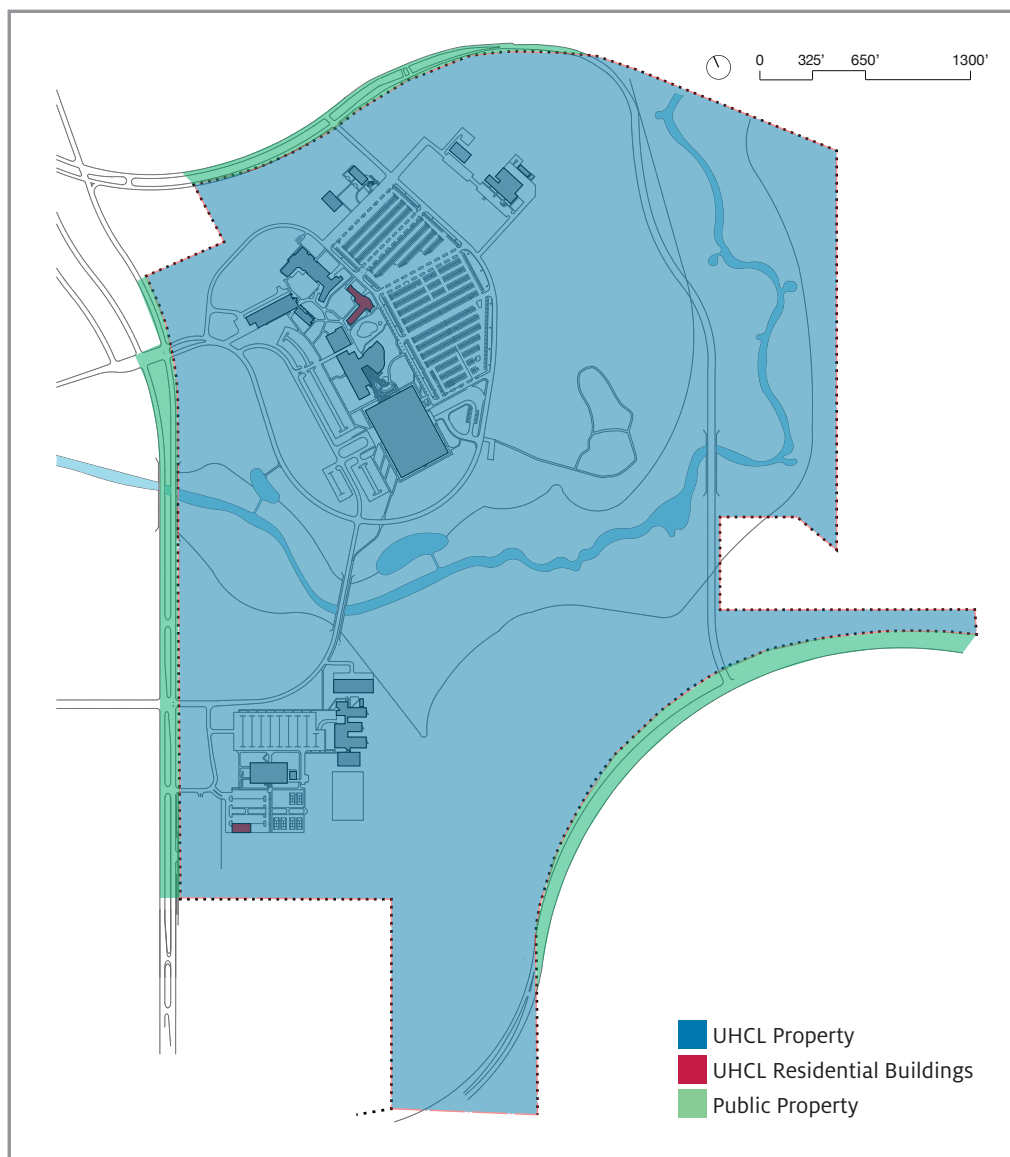 0 325’ 650’ 1300’
UHCL Property
UHCL Residential Buildings
Public Property